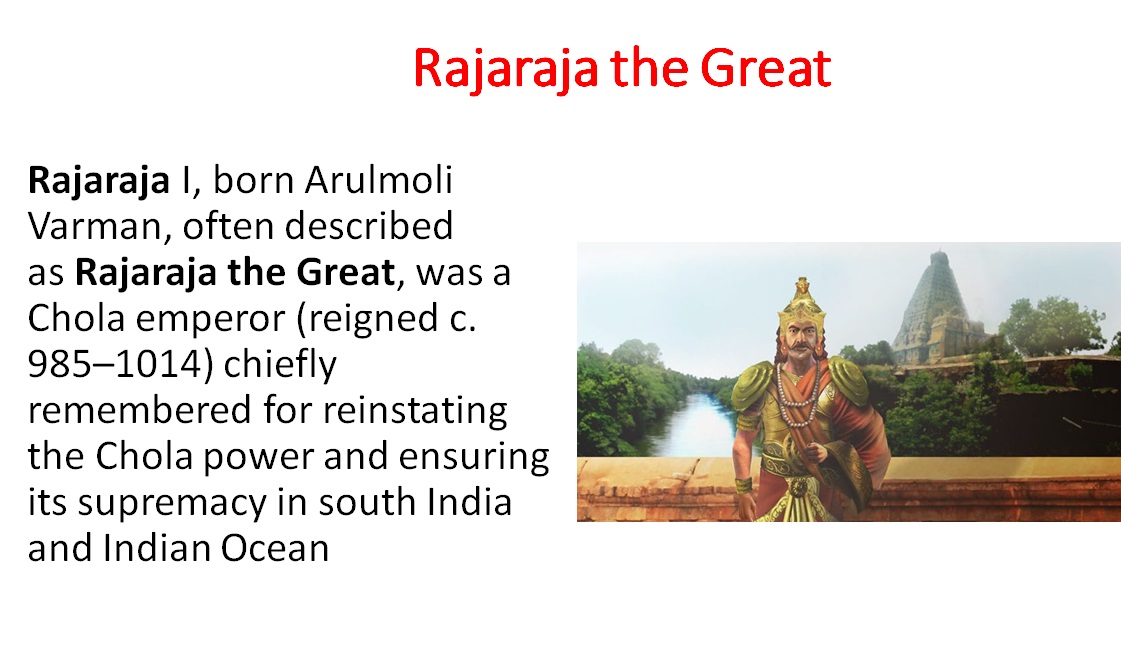 Rajaraja the Great
Rajaraja I, born Arulmoli
Varman, often described
as Rajaraja the Great, was a
Chola emperor (reigned c.
985–1014) chiefly
remembered for reinstating
the Chola power and ensuring
its supremacy in south India
and Indian Ocean